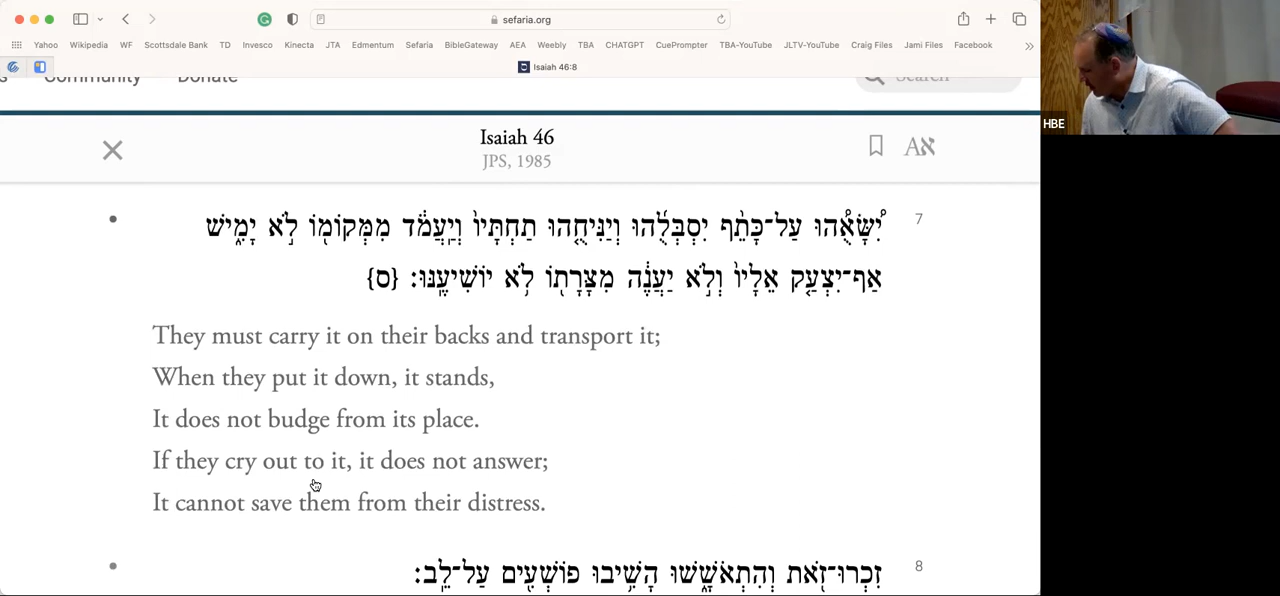 sefaria.org
Yahoo Wikipedia WF Scottsdale Bank TD Invesco Kinecta JTA Edmentum Sefaria BibleGateway AEA Weebly TBA CHATGPT CuePrompter TBA-YouTube JLTV-YouTube Craig Files Jami Files Facebook
Isaiah 46:8
Community Donate Search
HBE
Isaiah 46
JPS, 1985
7
יִ֠שָּׂאֻ֠הוּ עַל־כָּתֵ֨ף יִסְבְּלֻ֜הוּ וְיַנִּיחֻ֤הוּ תַחְתָּיו֙ וְיַֽעֲמֹ֔ד מִמְּקוֹמ֖וֹ לֹ֣א יָמִ֑ישׁ
אַף־יִצְעַ֤ק אֵלָיו֙ וְלֹ֣א יַעֲנֶ֔ה מִצָּרָת֖וֹ לֹ֥א יוֹשִׁיעֶֽנּוּ׃ {ס}
They must carry it on their backs and transport it;
When they put it down, it stands,
It does not budge from its place.
If they cry out to it, it does not answer;
It cannot save them from their distress.
8
זִכְרוּ־זֹ֖את וְהִתְאֹשָׁ֑שׁוּ הָשִׁ֥יבוּ פוֹשְׁעִ֖ים עַל־לֵֽב׃